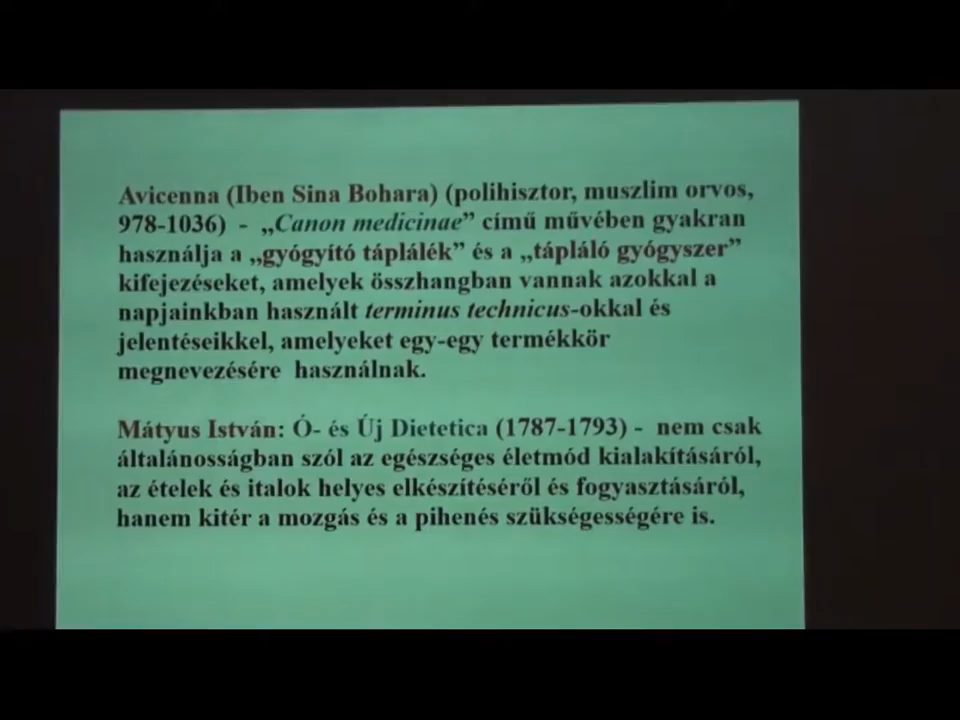 Avicenna (Iben Sina Bohara) (polihisztor, muszlim orvos,
978-1036) - „Canon medicinae” című művében gyakran
használja a „gyógyító táplálék” és a „tápláló gyógyszer”
kifejezéseket, amelyek összhangban vannak azokkal a
napjainkban használt terminus technicus-okkal és
jelentéseikkel, amelyeket egy-egy termékkör
megnevezésére használnak.
Mátyus István: Ó- és Új Dietetica (1787-1793) - nem csak
általánosságban szól az egészséges életmód kialakításáról,
az ételek és italok helyes elkészítéséről és fogyasztásáról,
hanem kitér a mozgás és a pihenés szükségességére is.